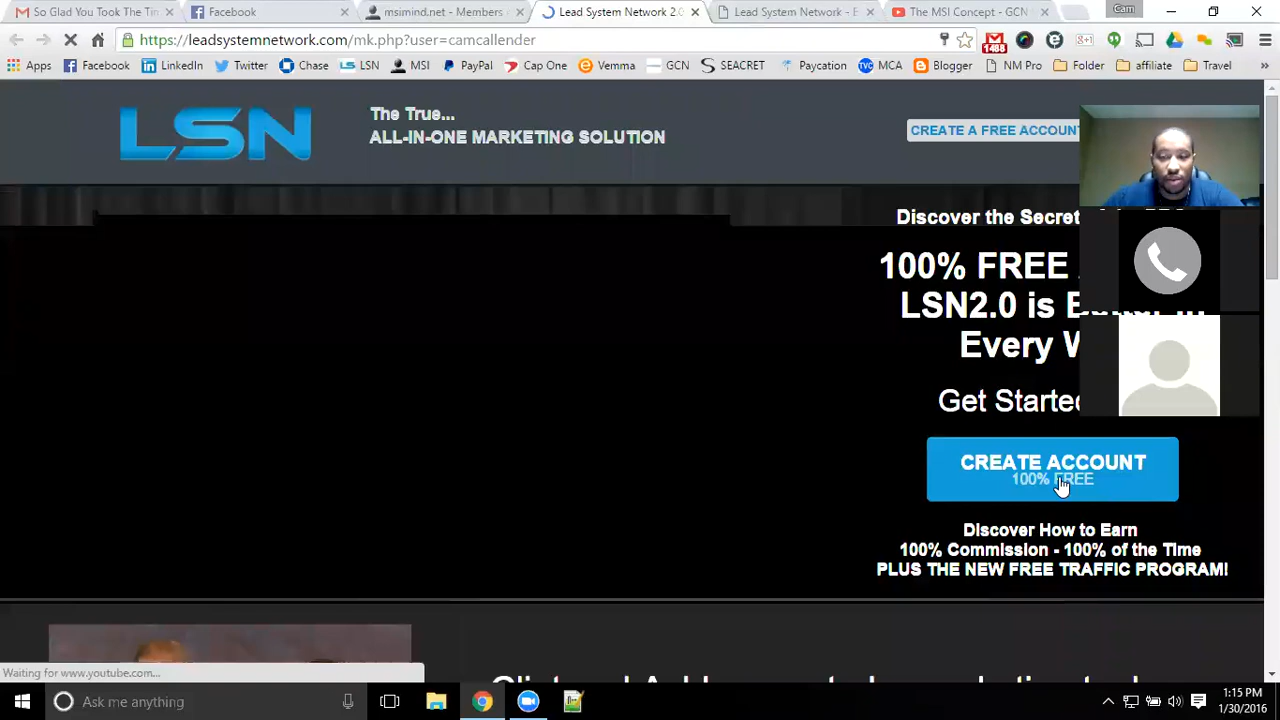 So Glad You Took The Tin
Facebook
msimind.net - Members
Lead System Network 2.0
Lead System Network - E
The MSI Concept - GCN
Cam
https://leadsystemnetwork.com/mk.php?user=camcallender
1488
Apps
Facebook
LinkedIn
Twitter
Chase
LSN
MSI
PayPal
Cap One
Vemma
GCN
SEACRET
Paycation
MCA
Blogger
NM Pro
Folder
affiliate
Travel
LSN
The True...
ALL-IN-ONE MARKETING SOLUTION
CREATE A FREE ACCOUNT
Discover the Secret
100% FREE
LSN2.0 is
Every
Get Started
CREATE ACCOUNT
100% FREE
Discover How to Earn
100% Commission - 100% of the Time
PLUS THE NEW FREE TRAFFIC PROGRAM!
Waiting for www.youtube.com...
Ask me anything
1:15 PM
1/30/2016